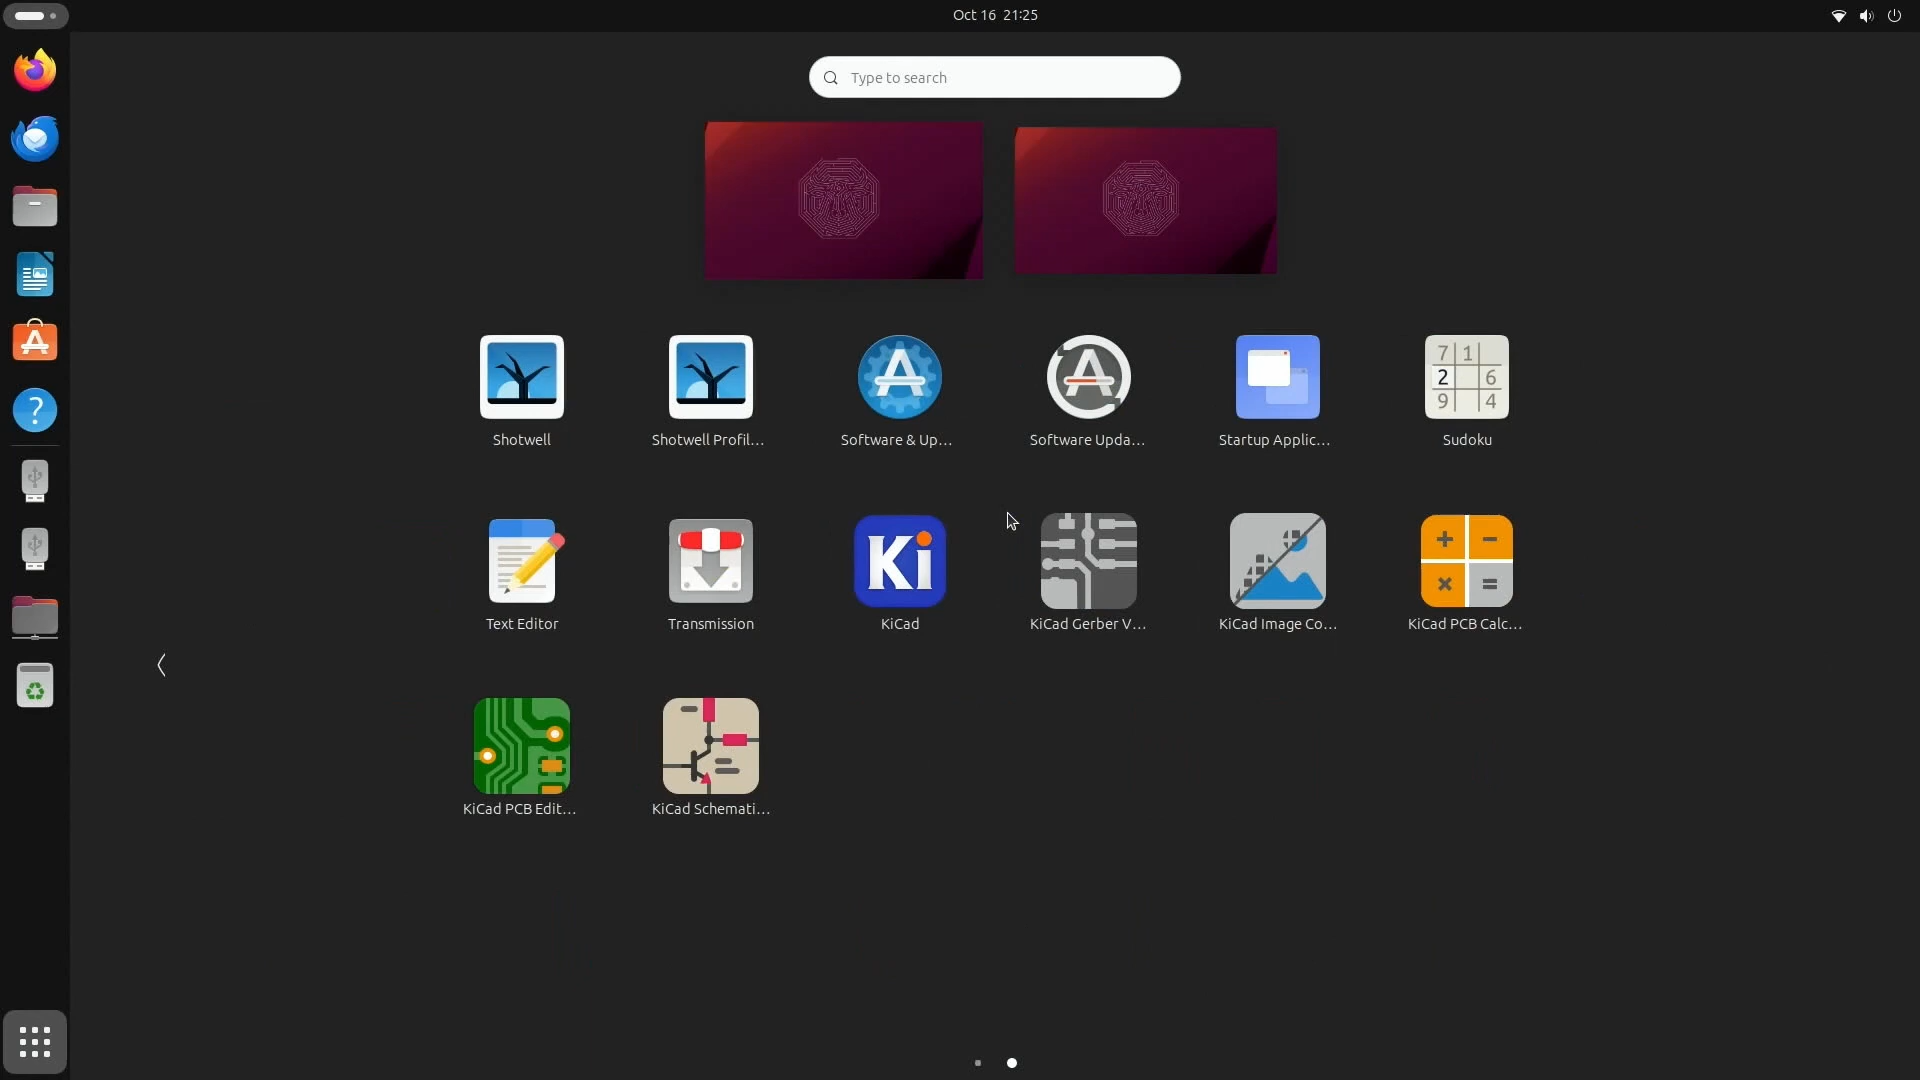 Oct 16 21:25
Type to search
Shotwell
Shotwell Profil...
Software & Up...
Software Upda...
Startup Applic...
Sudoku
7 1
2 6
9 4
Ki
Text Editor
Transmission
KiCad
KiCad Gerber V...
KiCad Image Co...
KiCad PCB Calc...
KiCad PCB Edit...
KiCad Schemati...